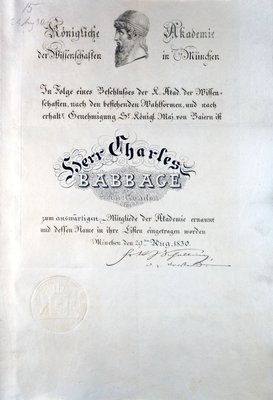 15
Königliche Akademie
der Wissenschaften in München
In Folge eines Beschlusses der K. Akad. der Wissen-
schaften, nach den bestehenden Wahlformen, und nach
erhalt. Genehmigung Sr. Königl. Maj. von Baiern ist
Herr Charles
BABBAGE
zum auswärtigen Mitgliede der Akademie ernannt
und dessen Name in ihre Listen eingetragen worden
München den 20ten Aug. 1830.